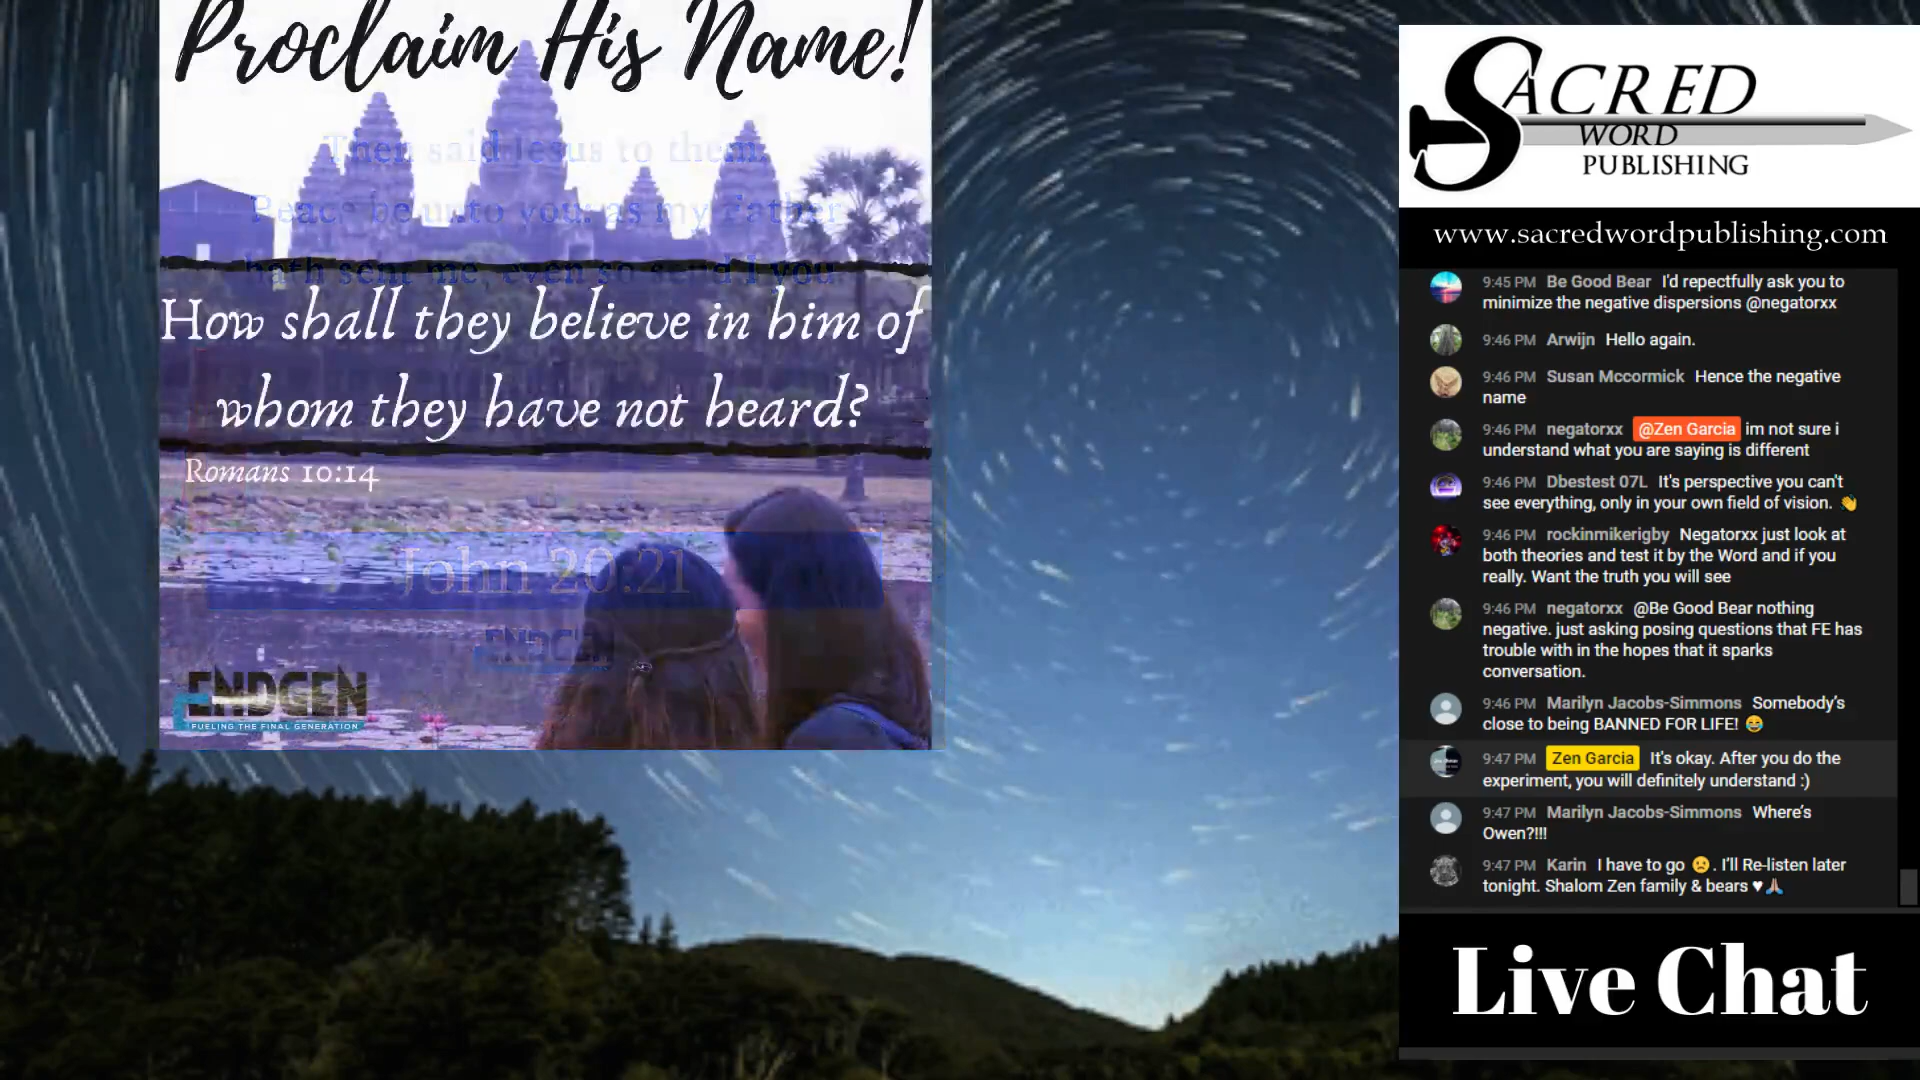 Proclaim His Name!
Then said Jesus to them,
Peace be unto you: as my Father
hath sent me, even so send I you.
How shall they believe in him of
whom they have not heard?
Romans 10:14
John 20:21
ENDGEN
ENDGEN
FUELING THE FINAL GENERATION
SACRED
WORD
PUBLISHING
www.sacredwordpublishing.com
9:45 PM Be Good Bear I'd repectfully ask you to
minimize the negative dispersions @negatorxx
9:46 PM Arwijn Hello again.
9:46 PM Susan Mccormick Hence the negative
name
9:46 PM negatorxx @Zen Garcia im not sure i
understand what you are saying is different
9:46 PM Dbestest 07L It's perspective you can't
see everything, only in your own field of vision. 👏
9:46 PM rockinmikerigby Negatorxx just look at
both theories and test it by the Word and if you
really. Want the truth you will see
9:46 PM negatorxx @Be Good Bear nothing
negative. just asking posing questions that FE has
trouble with in the hopes that it sparks
conversation.
9:46 PM Marilyn Jacobs-Simmons Somebody's
close to being BANNED FOR LIFE! 😂
9:47 PM Zen Garcia It's okay. After you do the
experiment, you will definitely understand :)
9:47 PM Marilyn Jacobs-Simmons Where's
Owen?!!!
9:47 PM Karin I have to go ☹️. I'll Re-listen later
tonight. Shalom Zen family & bears ♥🙏
Live Chat